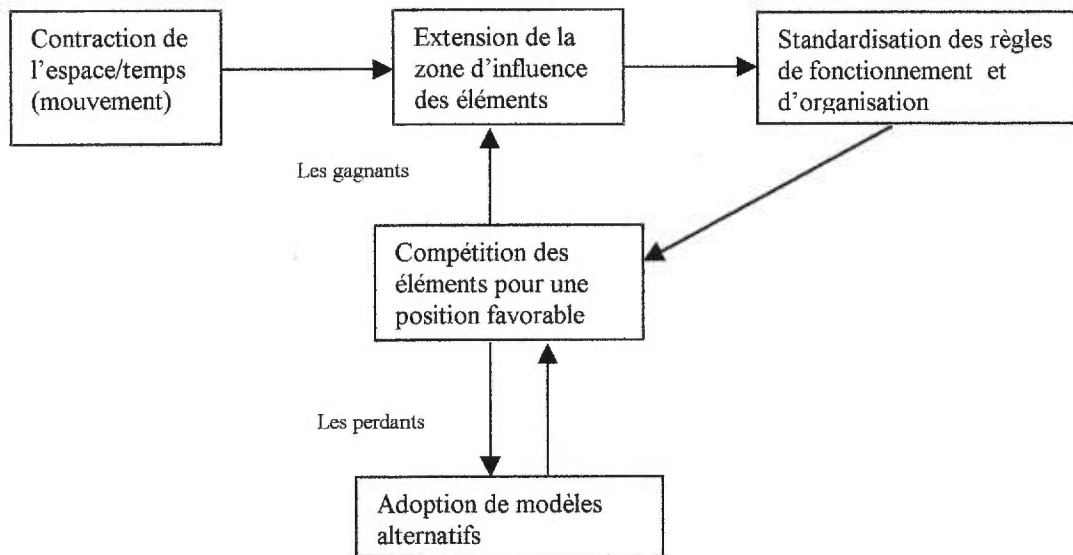 Contraction de
l'espace/temps
(mouvement)
Extension de la
zone d'influence
des éléments
Standardisation des règles
de fonctionnement et
d'organisation
Les gagnants
Compétition des
éléments pour une
position favorable
Les perdants
Adoption de modèles
alternatifs